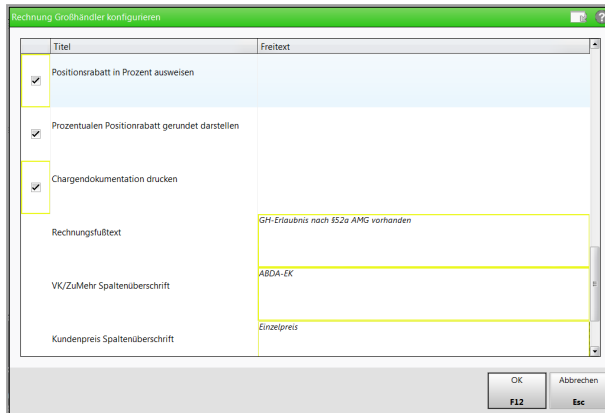 Rechnung Großhändler konfigurieren
Titel Freitext
Positionsrabatt in Prozent ausweisen
Prozentualen Positionrabatt gerundet darstellen
Chargendokumentation drucken
Rechnungsfußtext GH-Erlaubnis nach §52a AMG vorhanden
VK/ZuMehr Spaltenüberschrift ABDA-EK
Kundenpreis Spaltenüberschrift Einzelpreis
OK Abbrechen
F12 Esc